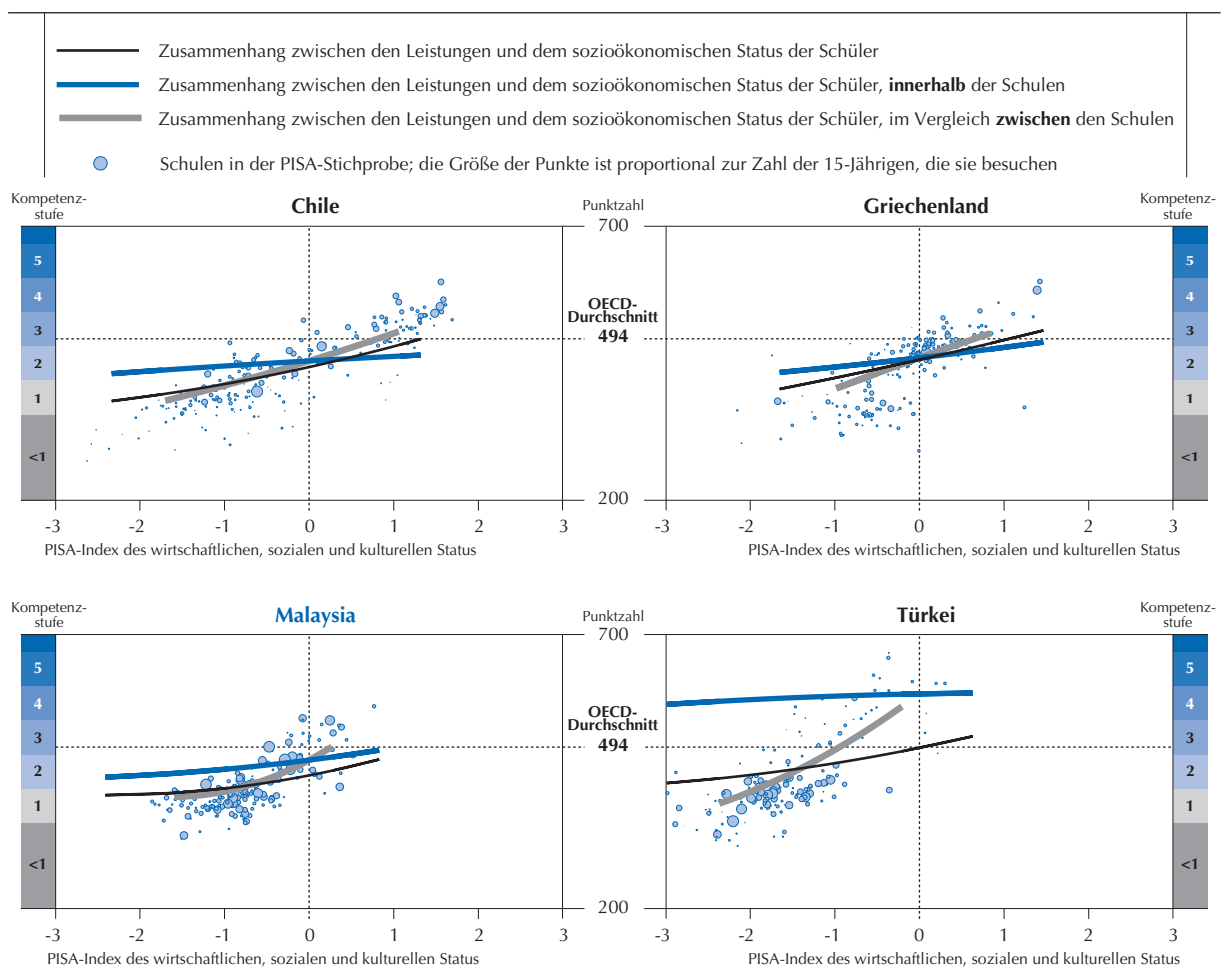 Zusammenhang zwischen den Leistungen und dem sozioökonomischen Status der Schüler
Zusammenhang zwischen den Leistungen und dem sozioökonomischen Status der Schüler, innerhalb der Schulen
Zusammenhang zwischen den Leistungen und dem sozioökonomischen Status der Schüler, im Vergleich zwischen den Schulen
Schulen in der PISA-Stichprobe; die Größe der Punkte ist proportional zur Zahl der 15-Jährigen, die sie besuchen
Kompetenz-
stufe
Chile
Punktzahl
Griechenland
Kompetenz-
stufe
700
5
4
3
2
1
<1
OECD-
Durchschnitt
494
5
4
3
2
1
<1
200
-3 -2 -1 0 1 2 3
-3 -2 -1 0 1 2 3
PISA-Index des wirtschaftlichen, sozialen und kulturellen Status
PISA-Index des wirtschaftlichen, sozialen und kulturellen Status
Kompetenz-
stufe
Malaysia
Punktzahl
Türkei
Kompetenz-
stufe
700
5
4
3
2
1
<1
OECD-
Durchschnitt
494
5
4
3
2
1
<1
200
-3 -2 -1 0 1 2 3
-3 -2 -1 0 1 2 3
PISA-Index des wirtschaftlichen, sozialen und kulturellen Status
PISA-Index des wirtschaftlichen, sozialen und kulturellen Status